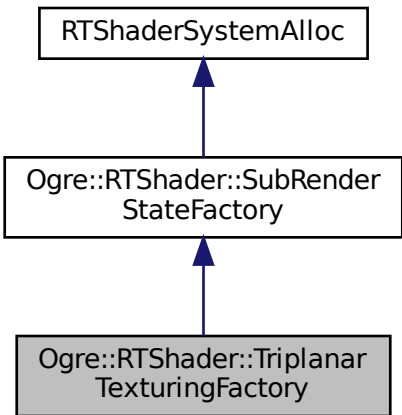 RTShaderSystemAlloc
Ogre::RTShader::SubRender
StateFactory
Ogre::RTShader::Triplanar
TexturingFactory